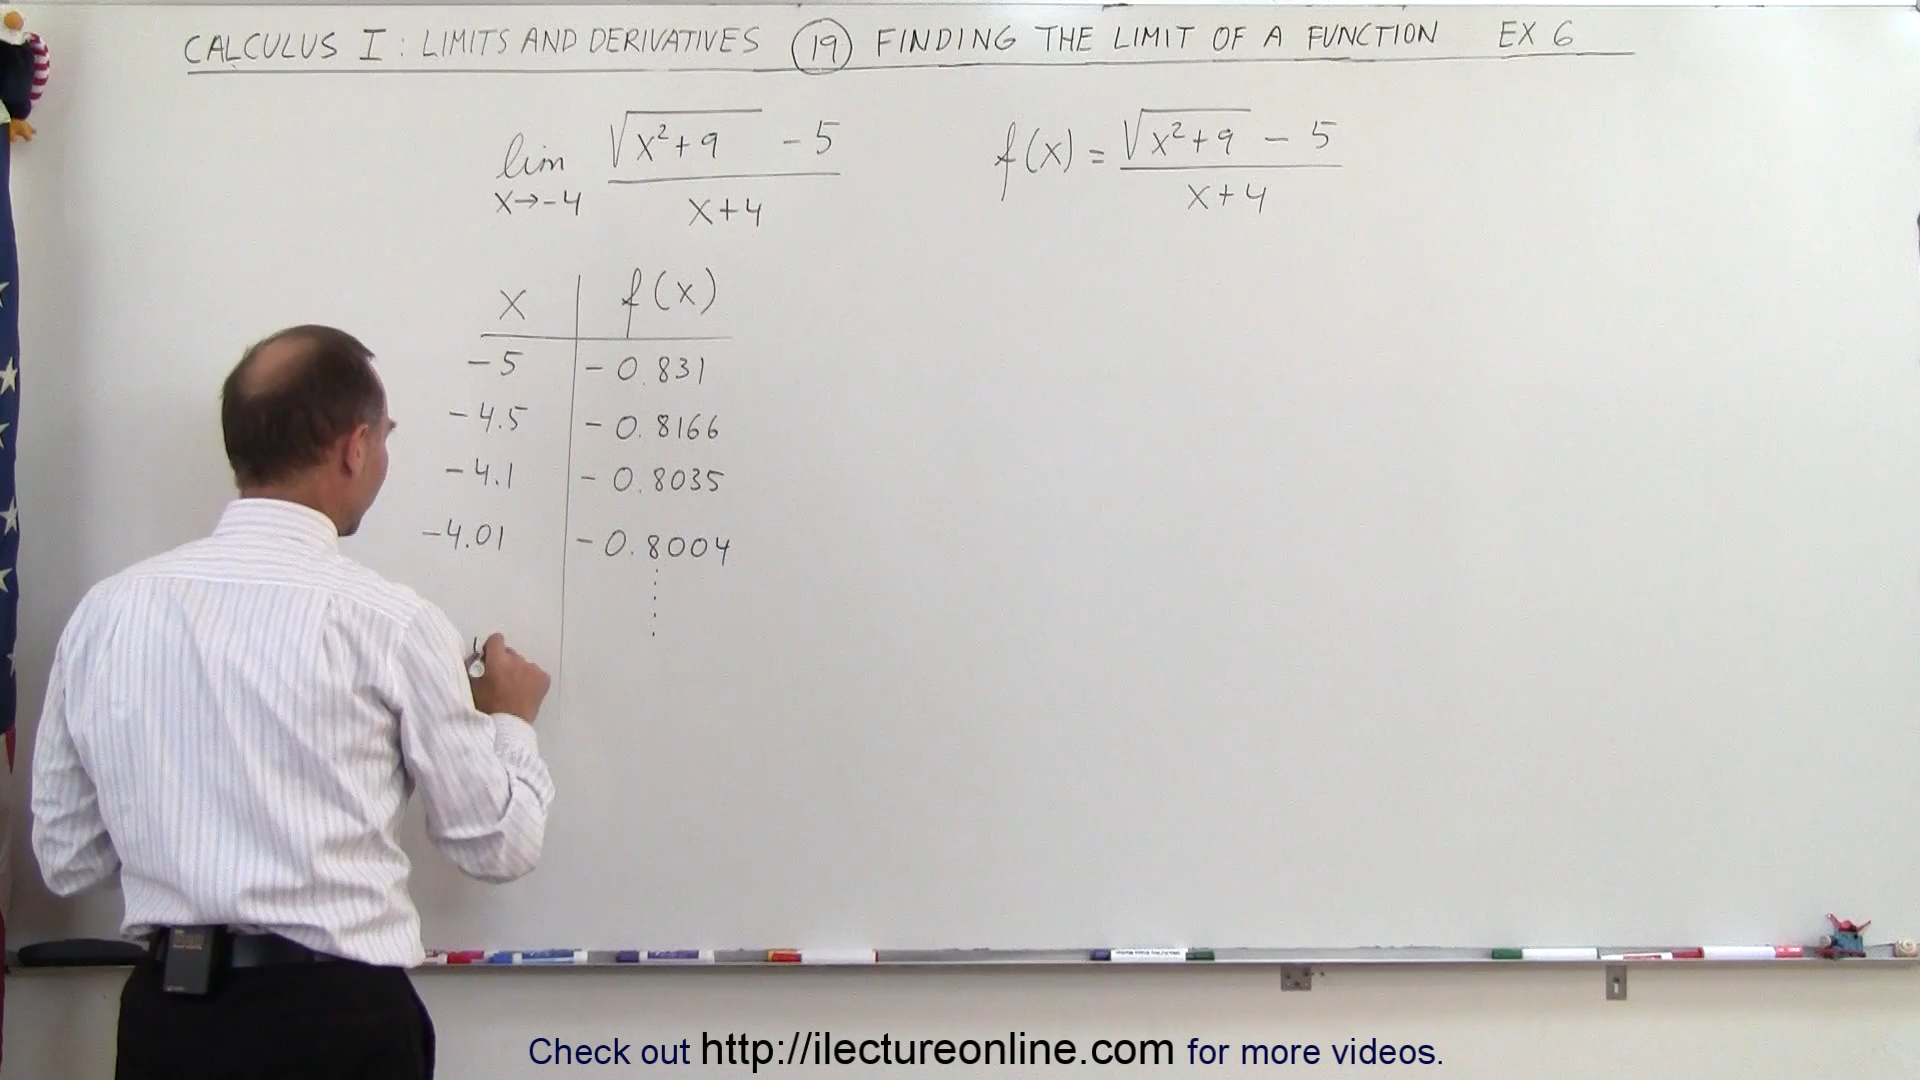 CALCULUS I: LIMITS AND DERIVATIVES (19) FINDING THE LIMIT OF A FUNCTION EX 6
lim x→-4 (√(x²+9) - 5)/(x+4)
f(x) = (√(x²+9) - 5)/(x+4)
x | f(x)
-5 | -0.831
-4.5 | -0.8166
-4.1 | -0.8035
-4.01 | -0.8004
Check out http://ilectureonline.com for more videos.